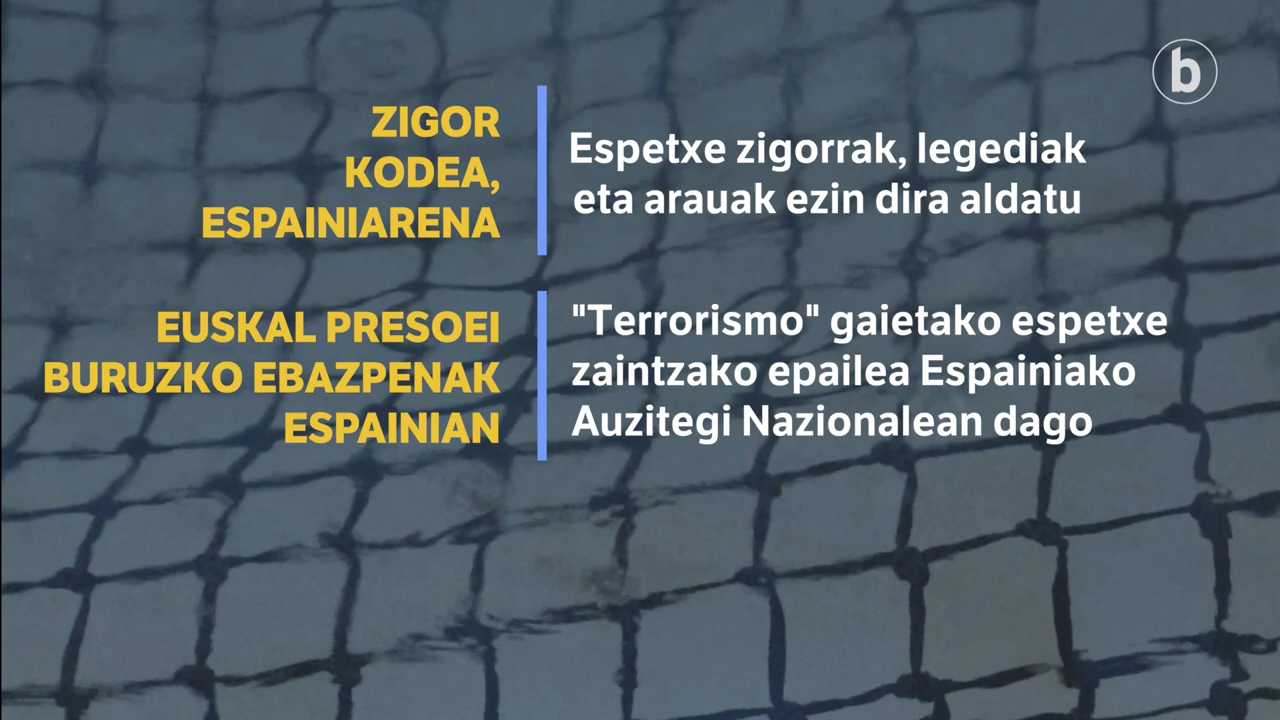 b
ZIGOR
KODEA,
ESPAINIARENA
Espetxe zigorrak, legediak
eta arauak ezin dira aldatu
EUSKAL PRESOEI
BURUZKO EBAZPENAK
ESPAINIAN
"Terrorismo" gaietako espetxe
zaintzako epailea Espainiako
Auzitegi Nazionalean dago